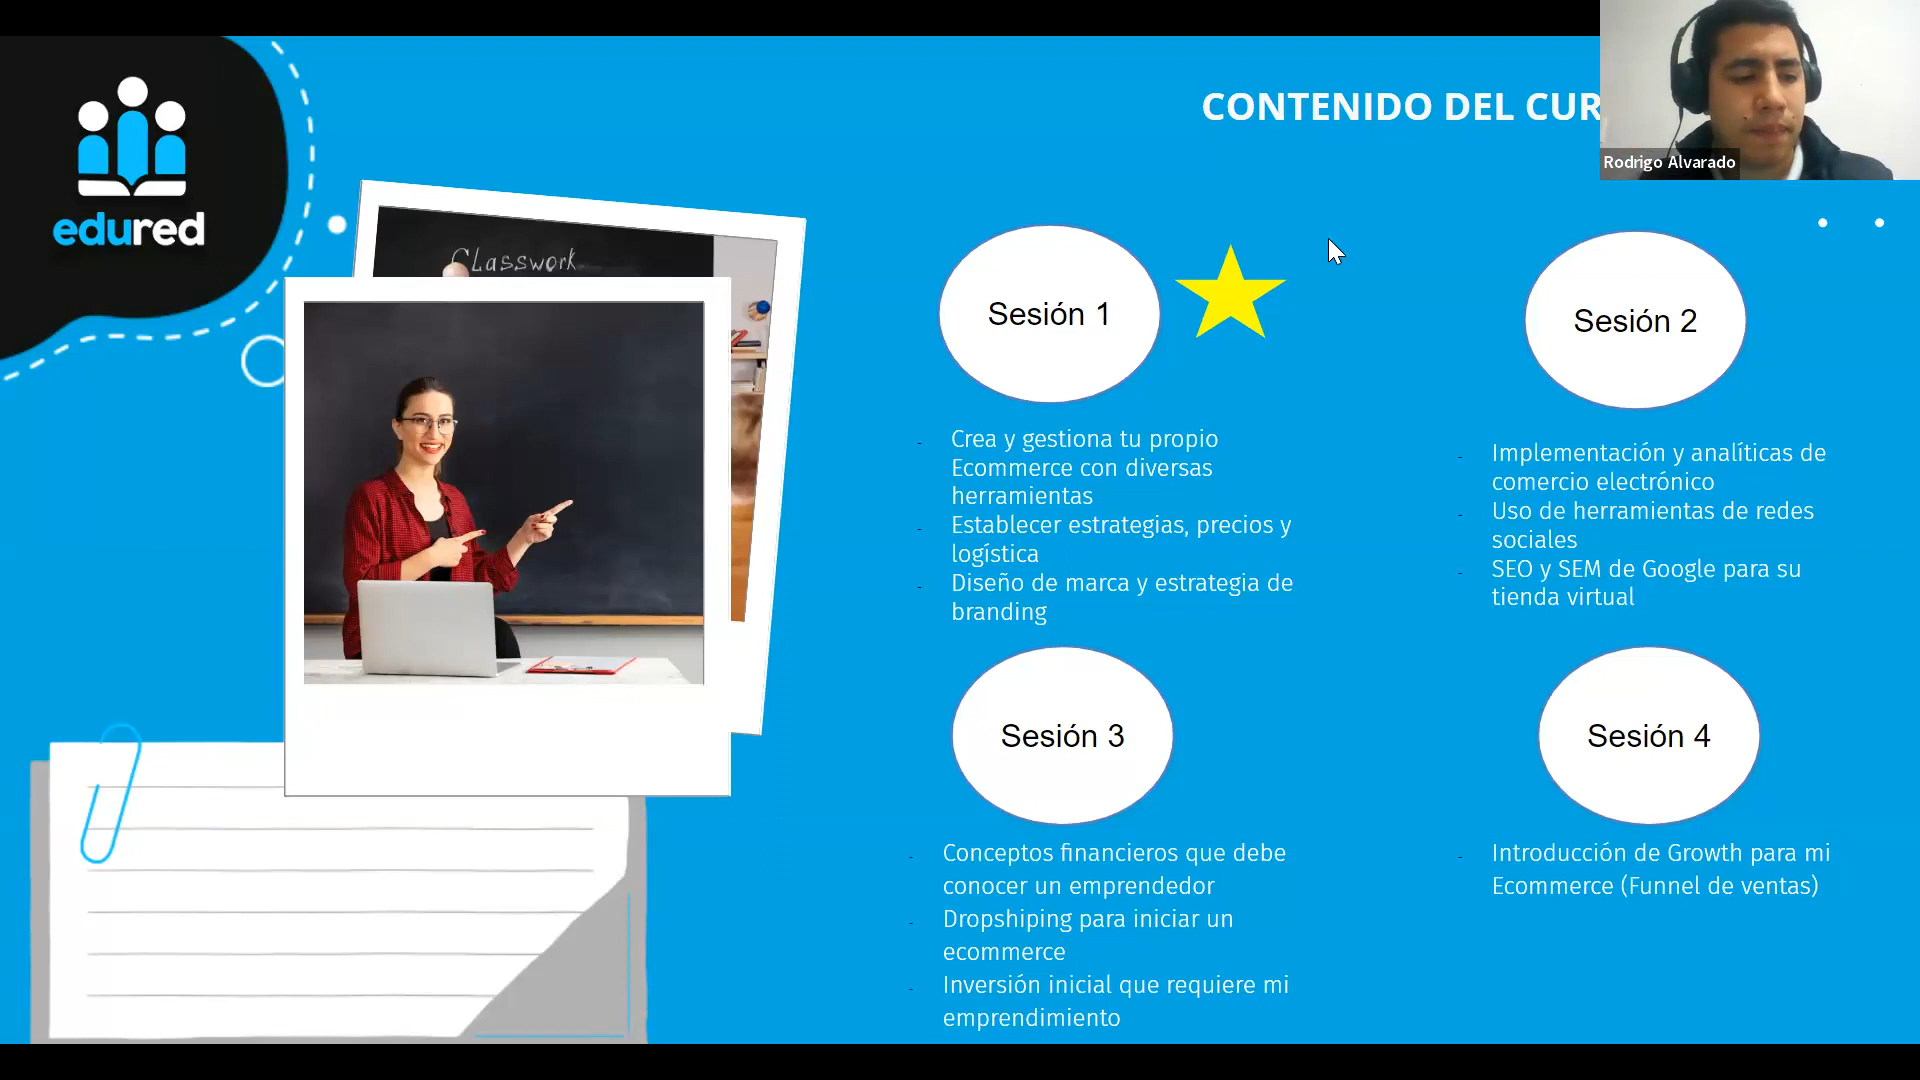 CONTENIDO DEL CUR
Rodrigo Alvarado
edured
Classwork
Sesión 1
- Crea y gestiona tu propio
Ecommerce con diversas
herramientas
- Establecer estrategias, precios y
logística
- Diseño de marca y estrategia de
branding
Sesión 2
- Implementación y analíticas de
comercio electrónico
- Uso de herramientas de redes
sociales
- SEO y SEM de Google para su
tienda virtual
Sesión 3
- Conceptos financieros que debe
conocer un emprendedor
- Dropshiping para iniciar un
ecommerce
- Inversión inicial que requiere mi
emprendimiento
Sesión 4
- Introducción de Growth para mi
Ecommerce (Funnel de ventas)